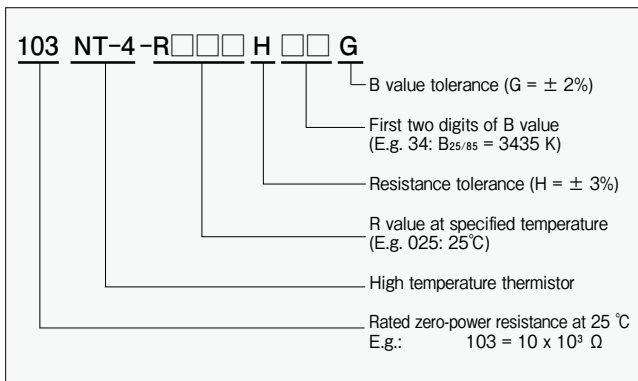 103 NT-4-R□□□ H □□ G
B value tolerance (G = ± 2%)
First two digits of B value
(E.g. 34: B25/85 = 3435 K)
Resistance tolerance (H = ± 3%)
R value at specified temperature
(E.g. 025: 25℃)
High temperature thermistor
Rated zero-power resistance at 25 ℃
E.g.: 103 = 10 x 10³ Ω